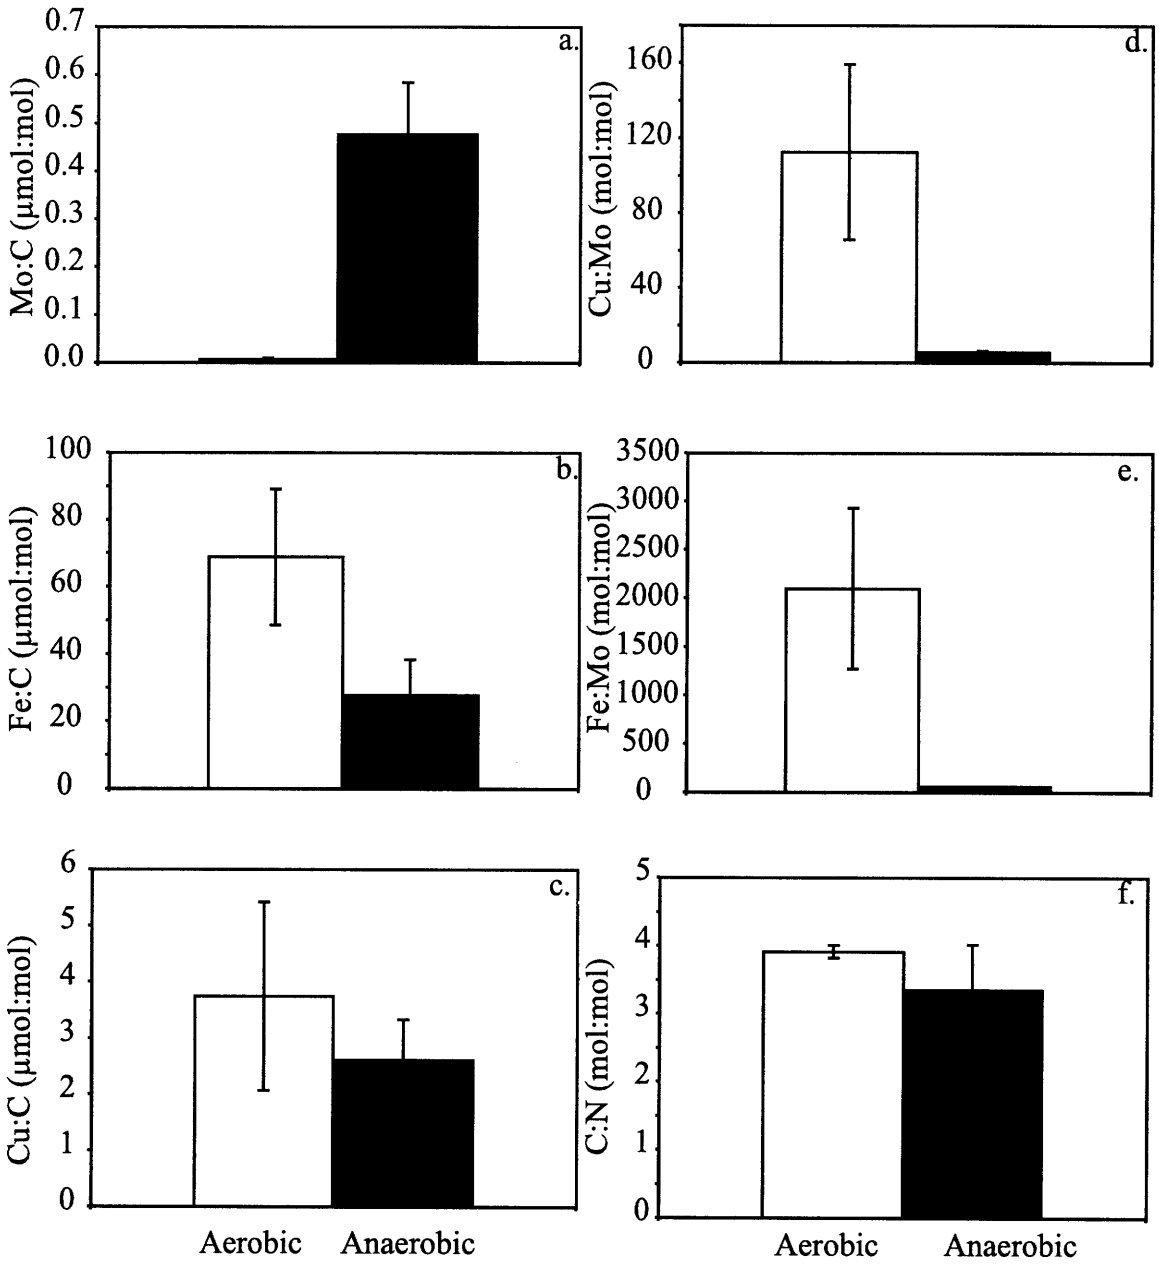 a.
Mo:C (μmol:mol)
0.7
0.6
0.5
0.4
0.3
0.2
0.1
0.0
d.
Cu:Mo (mol:mol)
160
120
80
40
0
b.
Fe:C (μmol:mol)
100
80
60
40
20
0
e.
Fe:Mo (mol:mol)
3500
3000
2500
2000
1500
1000
500
0
c.
Cu:C (μmol:mol)
6
5
4
3
2
1
0
Aerobic Anaerobic
f.
C:N (mol:mol)
5
4
3
2
1
0
Aerobic Anaerobic